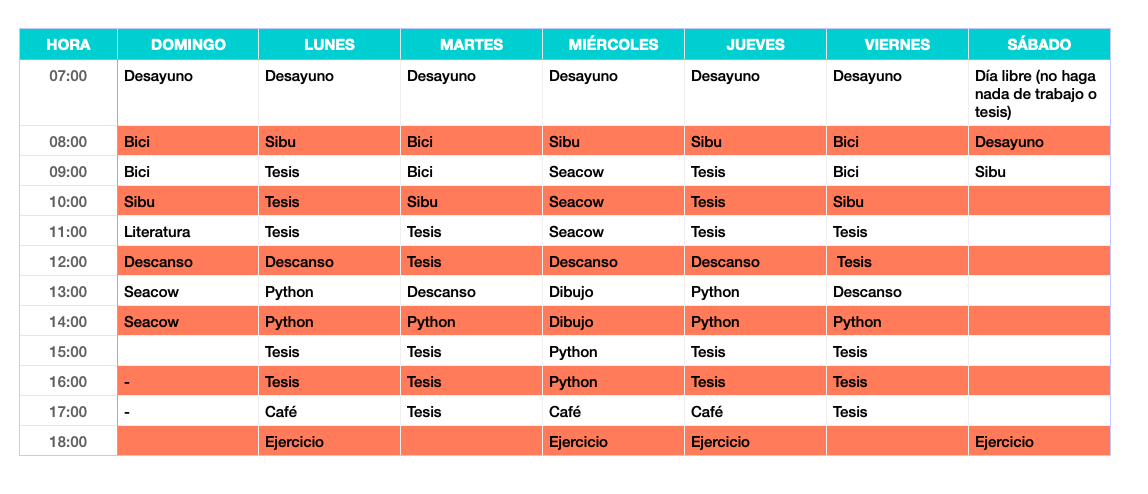 HORA DOMINGO LUNES MARTES MIÉRCOLES JUEVES VIERNES SÁBADO
07:00 Desayuno Desayuno Desayuno Desayuno Desayuno Desayuno Día libre (no haga
nada de trabajo o
tesis)
08:00 Bici Sibu Bici Sibu Sibu Bici Desayuno
09:00 Bici Tesis Bici Seacow Tesis Bici Sibu
10:00 Sibu Tesis Sibu Seacow Tesis Sibu
11:00 Literatura Tesis Tesis Seacow Tesis Tesis
12:00 Descanso Descanso Tesis Descanso Descanso Tesis
13:00 Seacow Python Descanso Dibujo Python Descanso
14:00 Seacow Python Python Dibujo Python Python
15:00 Tesis Tesis Python Tesis Tesis
16:00 - Tesis Tesis Python Tesis Tesis
17:00 - Café Tesis Café Café Tesis
18:00 Ejercicio Ejercicio Ejercicio Ejercicio